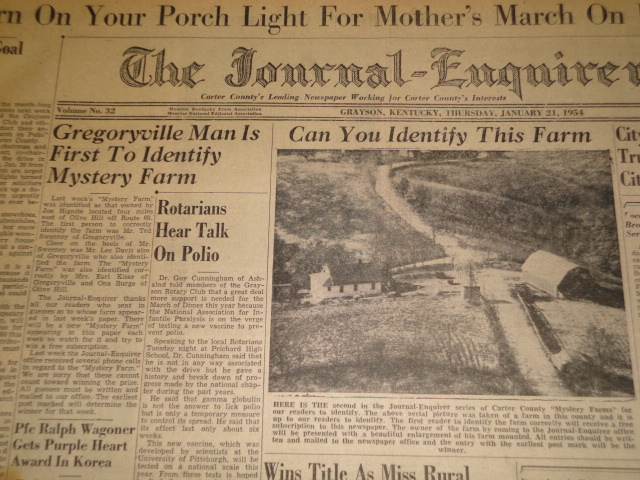 rn On Your Porch Light For Mother's March On
Goal
The Journal-Enquirer
Carter County's Leading Newspaper Working for Carter County's Interests
Volume No. 32
Member Kentucky Press Association
Member National Editorial Association
GRAYSON, KENTUCKY, THURSDAY, JANUARY 21, 1954
Gregoryville Man Is
First To Identify
Mystery Farm
Last week's "Mystery Farm"
was identified as that owned by
Joe Hignite located four miles
east of Olive Hill off Route 60.
The first person to correctly
identify the farm was Mr. Ted
Sweeney of Gregoryville.
Close on the heels of Mr.
Sweeney was Mr. Lee Davis also
of Gregoryville who also identi-
fied the farm. The "Mystery
Farm" was also identified cor-
rectly by Mrs. Earl Kiser of
Gregoryville and Ona Burge of
Olive Hill.
The Journal-Enquirer thanks
all our readers who sent in
guesses as to whose farm appear-
ed in last week's paper. There
will be a new "Mystery Farm"
appearing in this paper each
week so watch for it and try to
win a free subscription.
Last week the Journal-Enquirer
office received several phone calls
in regard to the "Mystery Farm."
We are sorry that these cannot
count toward winning the prize.
All guesses must be written and
mailed to our office. The earliest
post marked will determine the
winner for that week.
Pfc Ralph Wagoner
Gets Purple Heart
Award In Korea
Rotarians
Hear Talk
On Polio
Dr. Guy Cunningham of Ash-
land told members of the Gray-
son Rotary Club that a great deal
more support is needed for the
March of Dimes this year because
the National Association for In-
fantile Paralysis is on the verge
of testing a new vaccine to pre-
vent polio.
Speaking to the local Rotarians
Tuesday night at Prichard High
School, Dr. Cunningham said that
he is not in any way associated
with the drive but he gave a
history and break down of pro-
gress made by the national chap-
ter during the past years.
He said that gamma globulin
is not the answer to lick polio
but is only a temporary measure
to control its spread. He said that
its effect last only about six
weeks.
This new vaccine, which was
developed by scientists at the
University of Pittsburgh, will be
tested on a national scale this
year. From these tests is hoped
Can You Identify This Farm
HERE IS THE second in the Journal-Enquirer series of Carter County "Mystery Farms" for
our readers to identify. The above aerial picture was taken of a farm in this county and it is
up to our readers to identify. The first reader to identify the farm correctly will receive a free
subscription to this newspaper. The owner of the farm by coming to the Journal-Enquirer office
will be presented with a beautiful enlargement of his farm mounted. All entries should be writ-
ten and mailed to the newspaper office and the entry with the earliest post mark will be the
winner.
Wins Title As Miss Rural
City